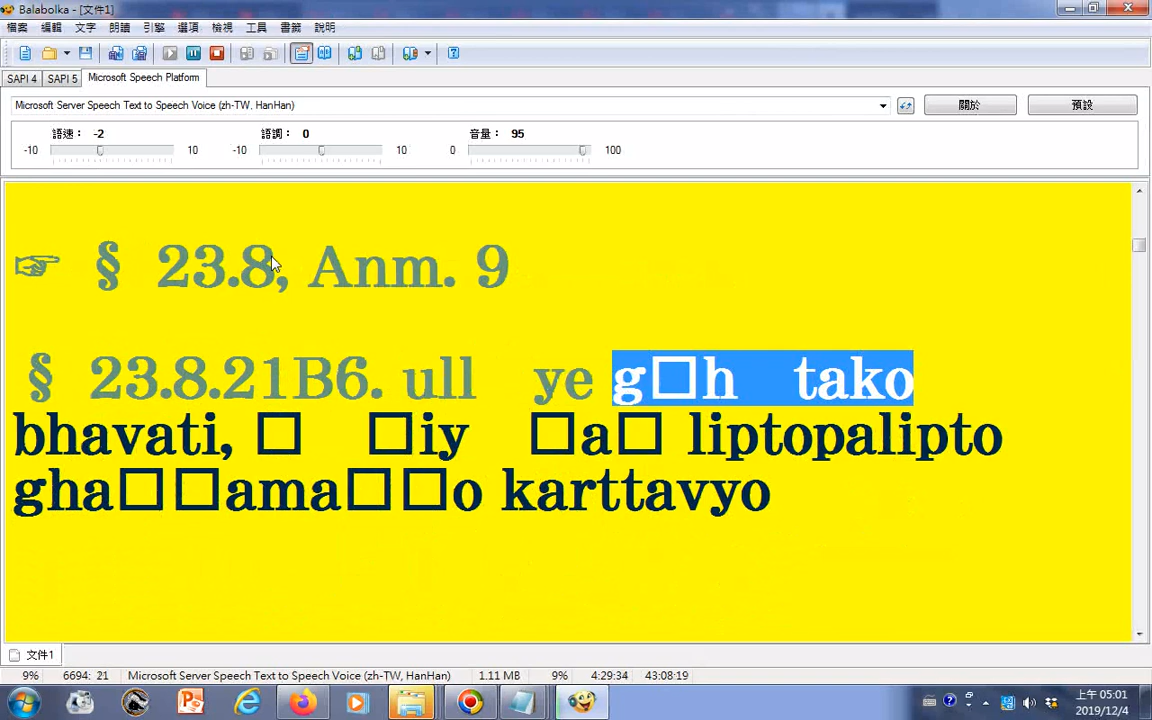 Balabolka - [文件1]
檔案 編輯 文字 朗讀 引擎 選項 檢視 工具 書籤 說明
SAPI 4 SAPI 5 Microsoft Speech Platform
Microsoft Server Speech Text to Speech Voice (zh-TW, HanHan) 關於 預設
語速： -2 語調： 0 音量： 95
-10 10 -10 10 0 100
☞ § 23.8, Anm. 9
§ 23.8.21B6. ull ye g□h tako
bhavati, □ □iy □a□ liptopalipto
gha□□ama□□o karttavyo
文件1
9% 6694: 21 Microsoft Server Speech Text to Speech Voice (zh-TW, HanHan) 1.11 MB 9% 4:29:34 43:08:19
上午 05:01
2019/12/4